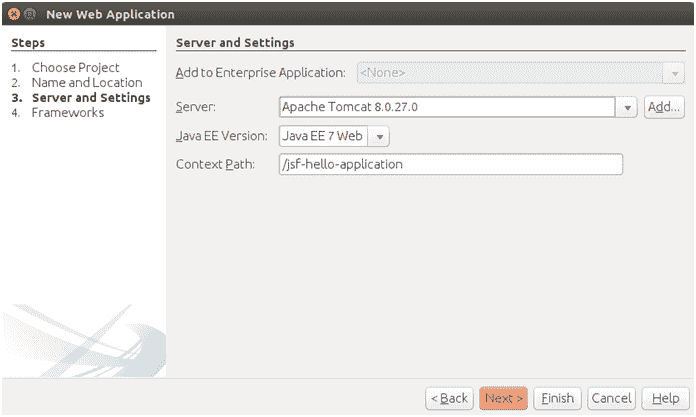 New Web Application
Steps
1. Choose Project
2. Name and Location
3. Server and Settings
4. Frameworks
Server and Settings
Add to Enterprise Application: <None>
Server: Apache Tomcat 8.0.27.0 Add...
Java EE Version: Java EE 7 Web
Context Path: /jsf-hello-application
< Back Next > Finish Cancel Help